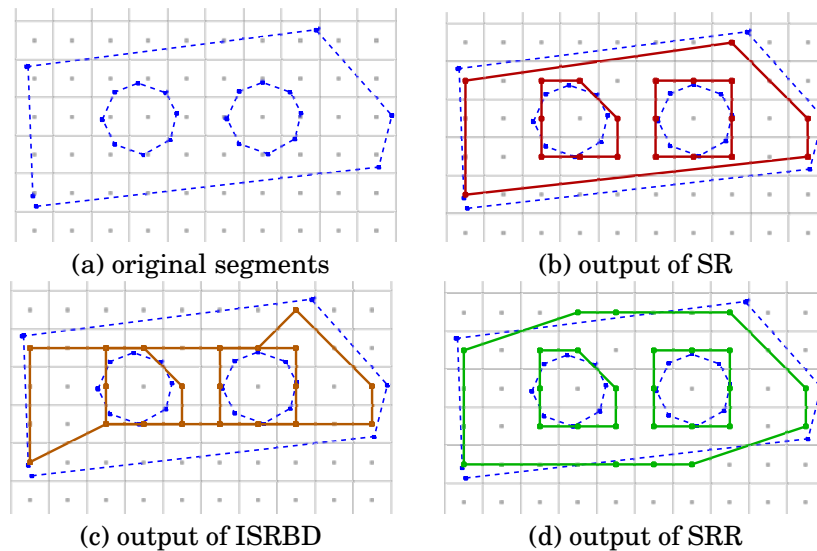 (a) original segments
(b) output of SR
(c) output of ISRBD
(d) output of SRR